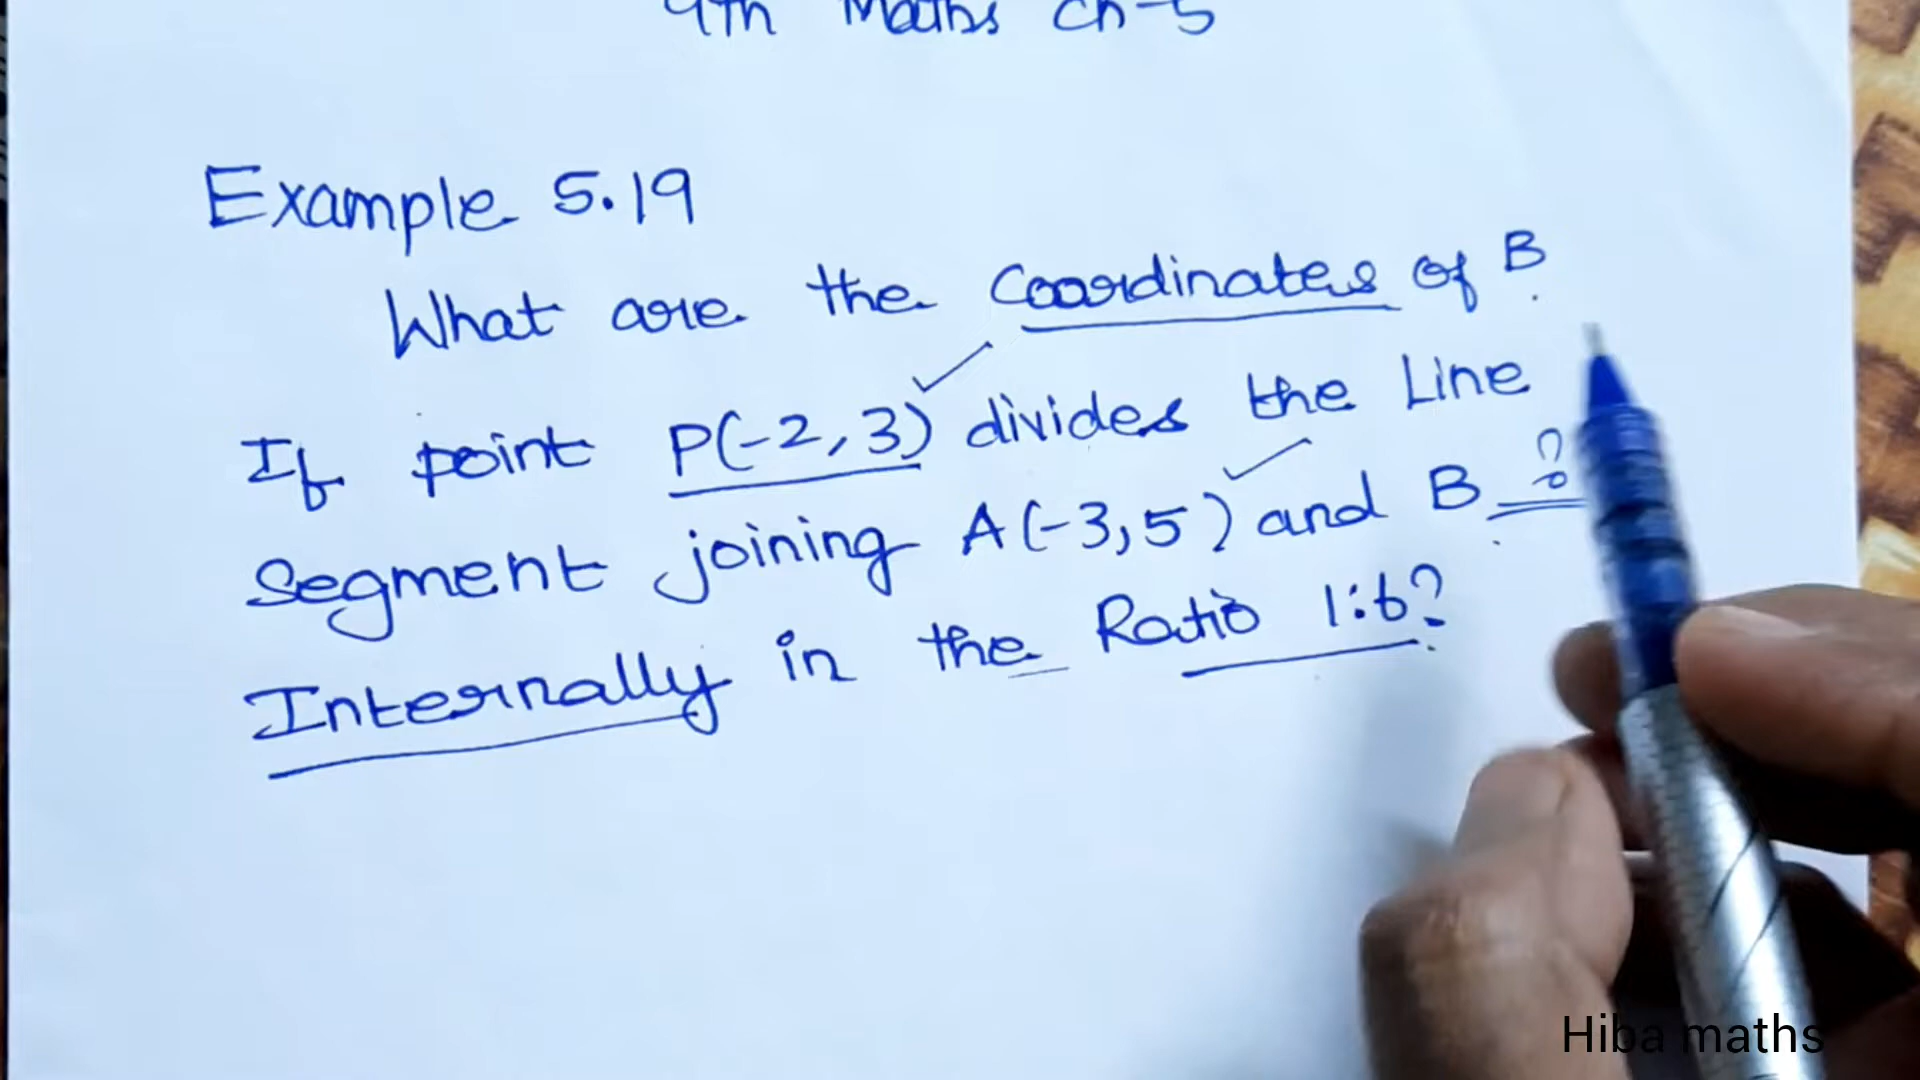 9th Maths Ch-5
Example 5.19
What are the Coordinates of B
If point P(-2,3) divides the Line
Segment joining A(-3,5) and B ?
Internally in the Ratio 1:6?
Hiba maths